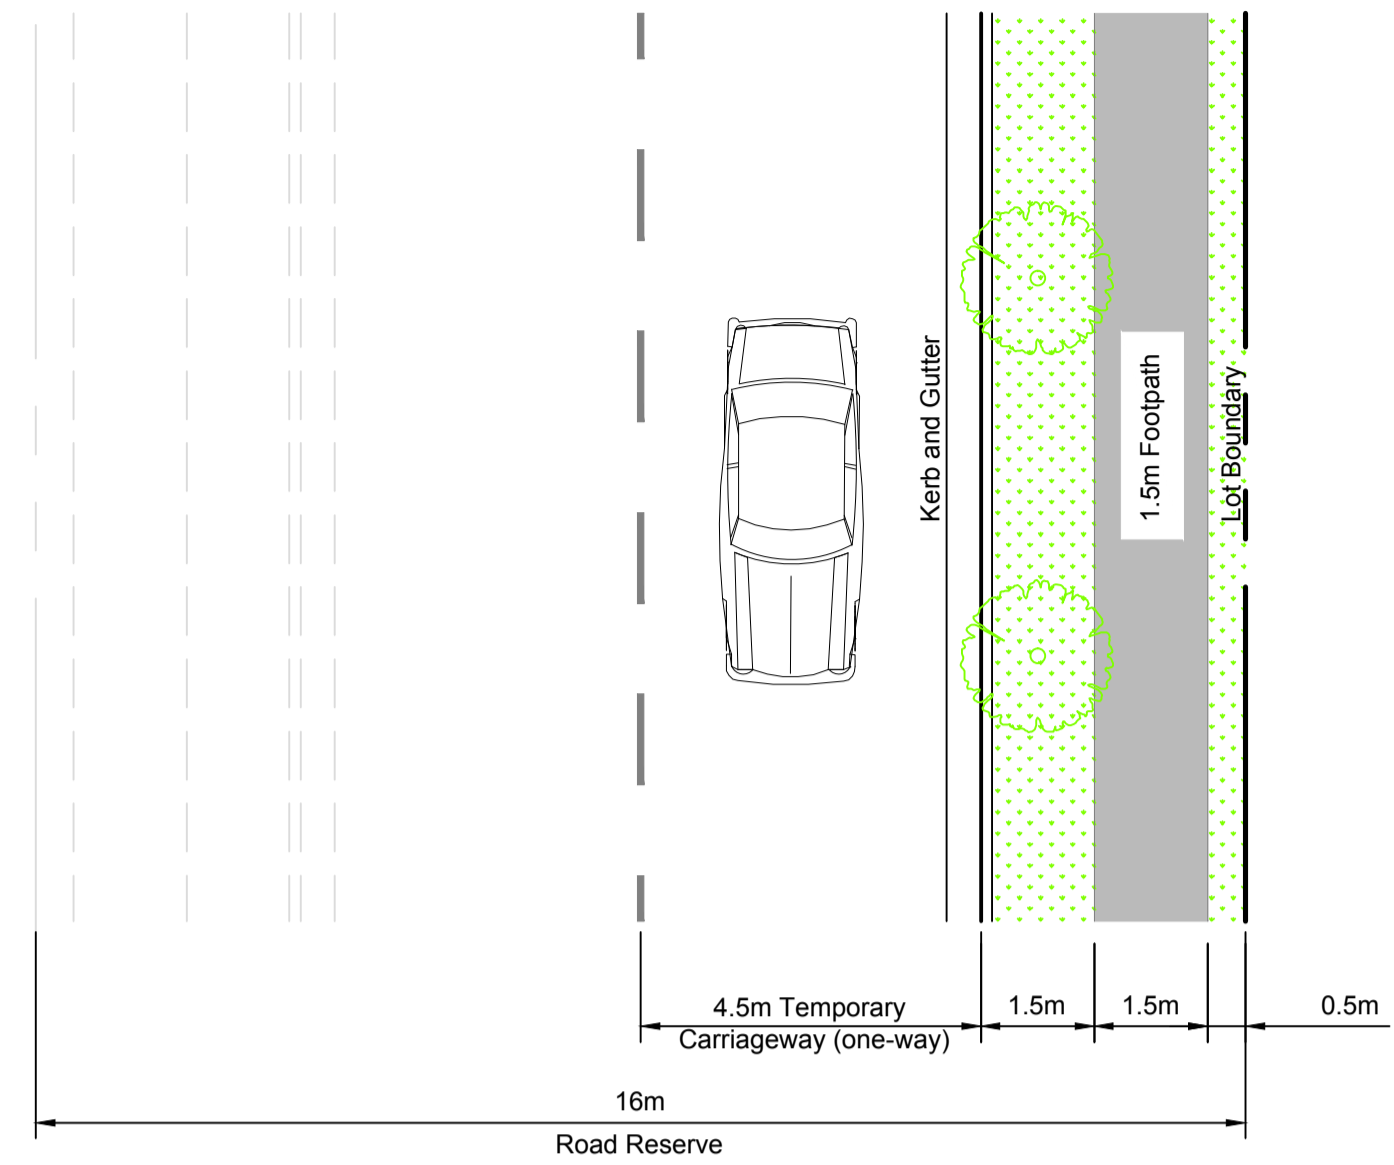 Kerb and Gutter
1.5m Footpath
Lot Boundary
4.5m Temporary
Carriageway (one-way)
1.5m
1.5m
0.5m
16m
Road Reserve